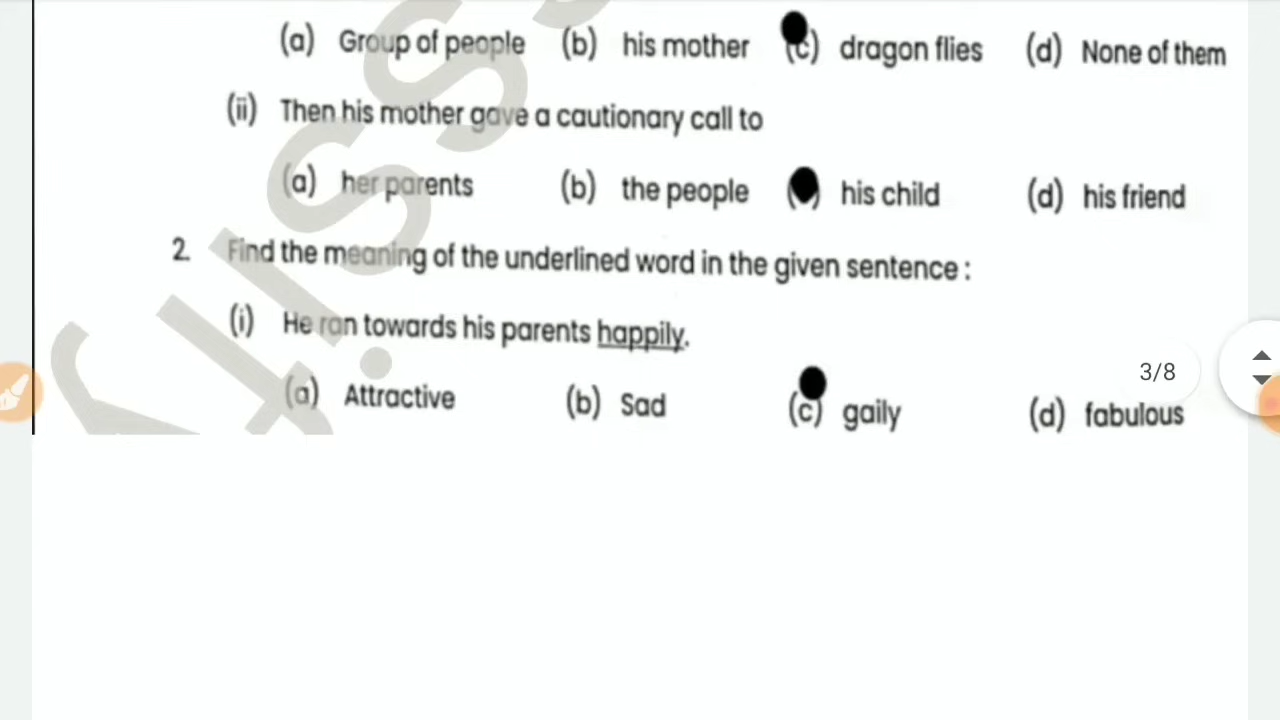 (a) Group of people (b) his mother (c) dragon flies (d) None of them
(ii) Then his mother gave a cautionary call to
(a) her parents (b) the people his child (d) his friend
2. Find the meaning of the underlined word in the given sentence :
(i) He ran towards his parents happily.
3/8
(a) Attractive (b) Sad (c) gaily (d) fabulous